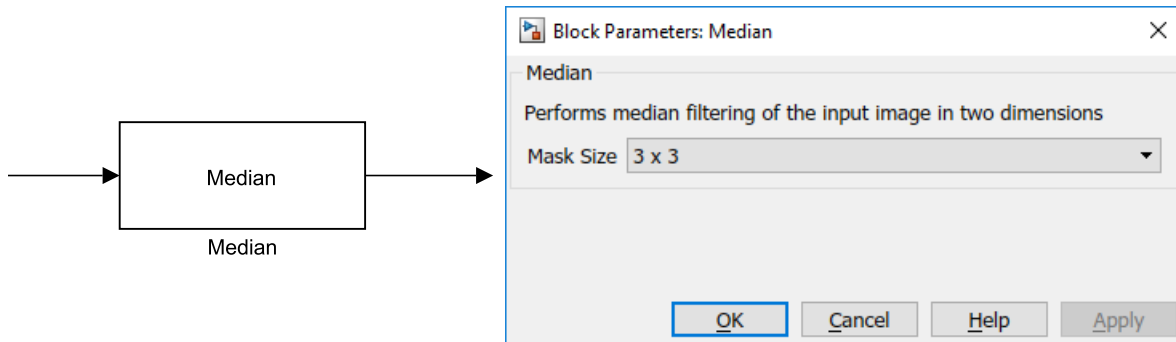 Median
Median
Block Parameters: Median
Median
Performs median filtering of the input image in two dimensions
Mask Size 3 x 3
OK Cancel Help Apply